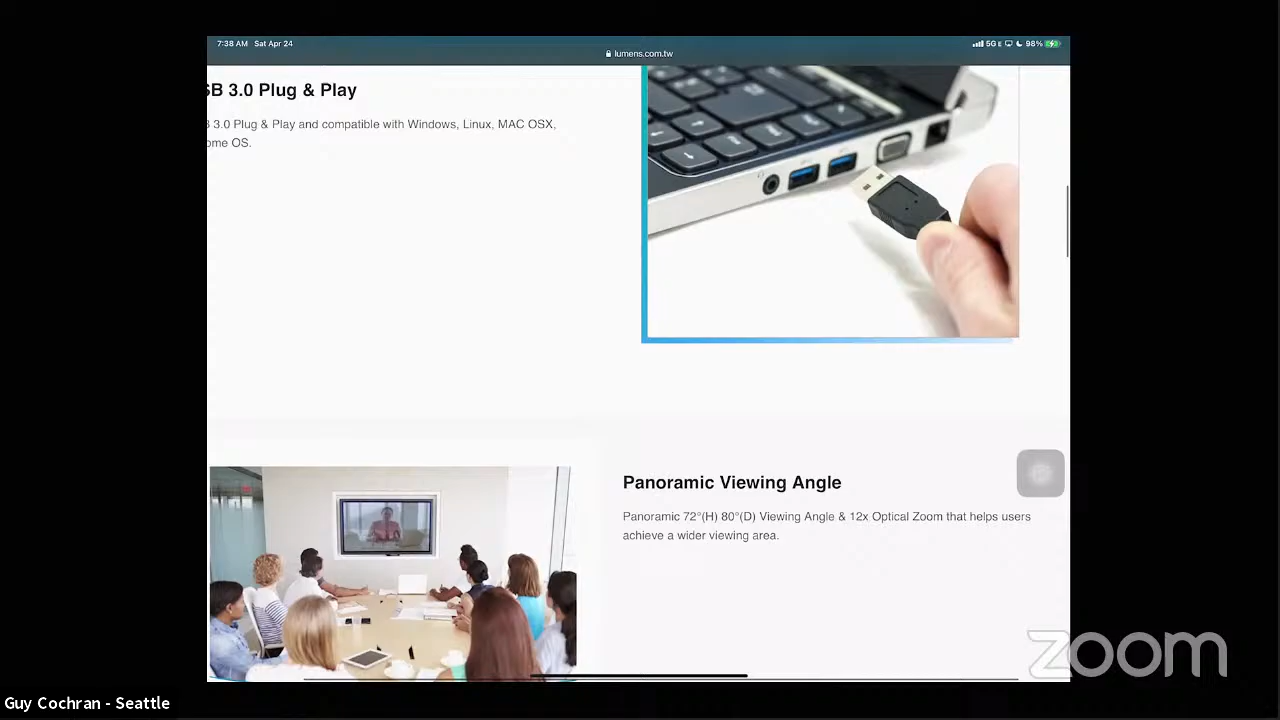 7:38 AM Sat Apr 24
lumens.com.tw
5G E 98%
SB 3.0 Plug & Play
3.0 Plug & Play and compatible with Windows, Linux, MAC OSX,
ome OS.
Panoramic Viewing Angle
Panoramic 72°(H) 80°(D) Viewing Angle & 12x Optical Zoom that helps users
achieve a wider viewing area.
zoom
Guy Cochran - Seattle